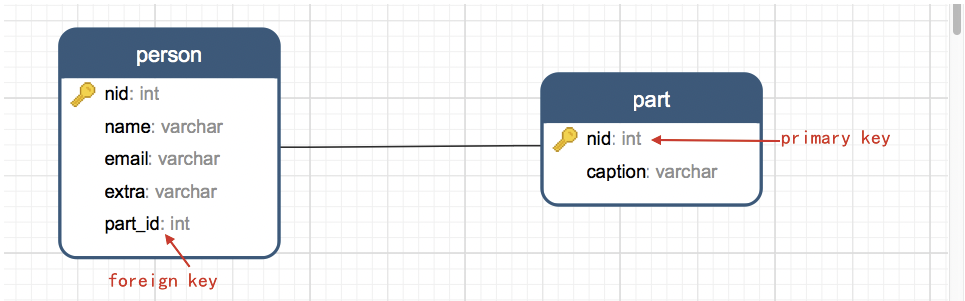 person
nid: int
name: varchar
email: varchar
extra: varchar
part_id: int
foreign key
part
nid: int
primary key
caption: varchar